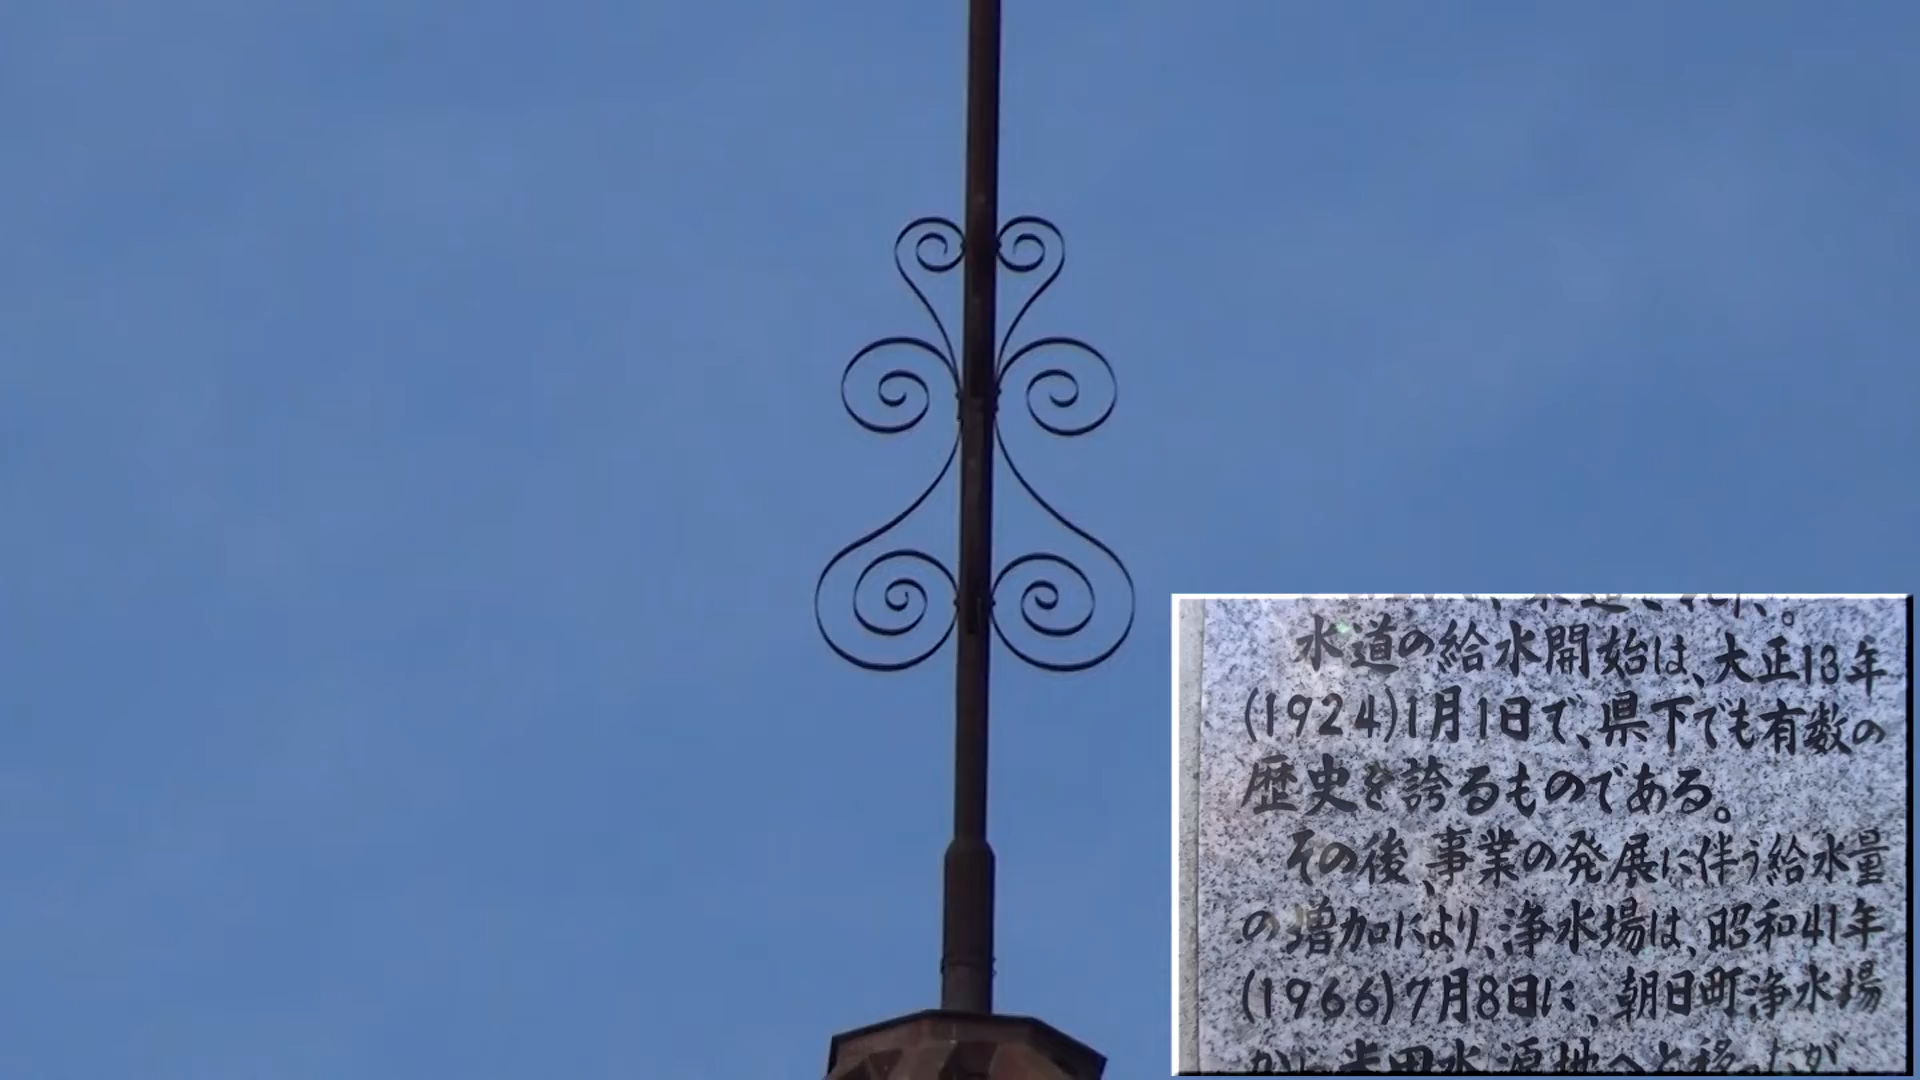 水道の給水開始は、大正13年
(1924)1月1日で、県下でも有数の
歴史を誇るものである。
その後、事業の発展に伴う給水量
の増加により、浄水場は、昭和41年
(1966)7月8日に、朝日町浄水場